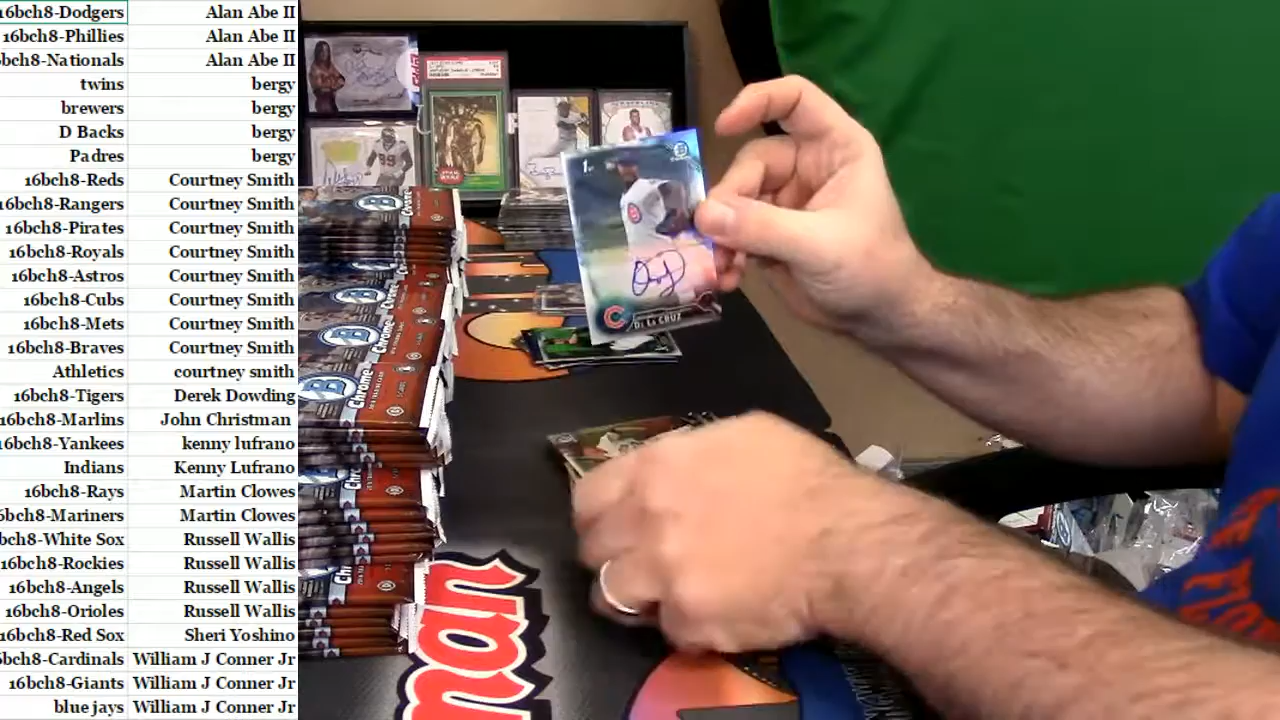 16bch8-Dodgers Alan Abe II
16bch8-Phillies Alan Abe II
6bch8-Nationals Alan Abe II
twins bergy
brewers bergy
D Backs bergy
Padres bergy
16bch8-Reds Courtney Smith
16bch8-Rangers Courtney Smith
16bch8-Pirates Courtney Smith
16bch8-Royals Courtney Smith
16bch8-Astros Courtney Smith
16bch8-Cubs Courtney Smith
16bch8-Mets Courtney Smith
16bch8-Braves Courtney Smith
Athletics courtney smith
16bch8-Tigers Derek Dowding
16bch8-Marlins John Christman
16bch8-Yankees kenny lufrano
Indians Kenny Lufrano
16bch8-Rays Martin Clowes
6bch8-Mariners Martin Clowes
bch8-White Sox Russell Wallis
16bch8-Rockies Russell Wallis
16bch8-Angels Russell Wallis
16bch8-Orioles Russell Wallis
16bch8-Red Sox Sheri Yoshino
6bch8-Cardinals William J Conner Jr
16bch8-Giants William J Conner Jr
blue jays William J Conner Jr
1st
DE LA CRUZ
99
Chrome
Chrome
Chrome
Chrome
nan